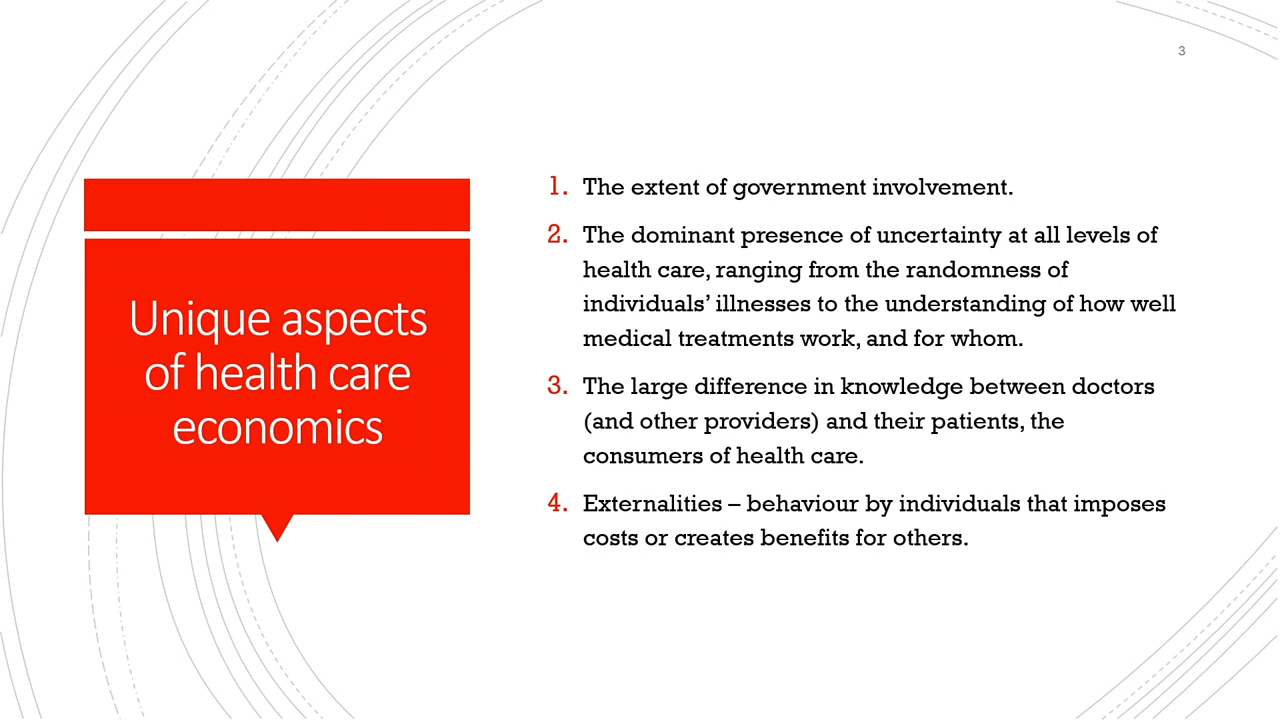 3
Unique aspects
of health care
economics
1. The extent of government involvement.
2. The dominant presence of uncertainty at all levels of
health care, ranging from the randomness of
individuals’ illnesses to the understanding of how well
medical treatments work, and for whom.
3. The large difference in knowledge between doctors
(and other providers) and their patients, the
consumers of health care.
4. Externalities – behaviour by individuals that imposes
costs or creates benefits for others.